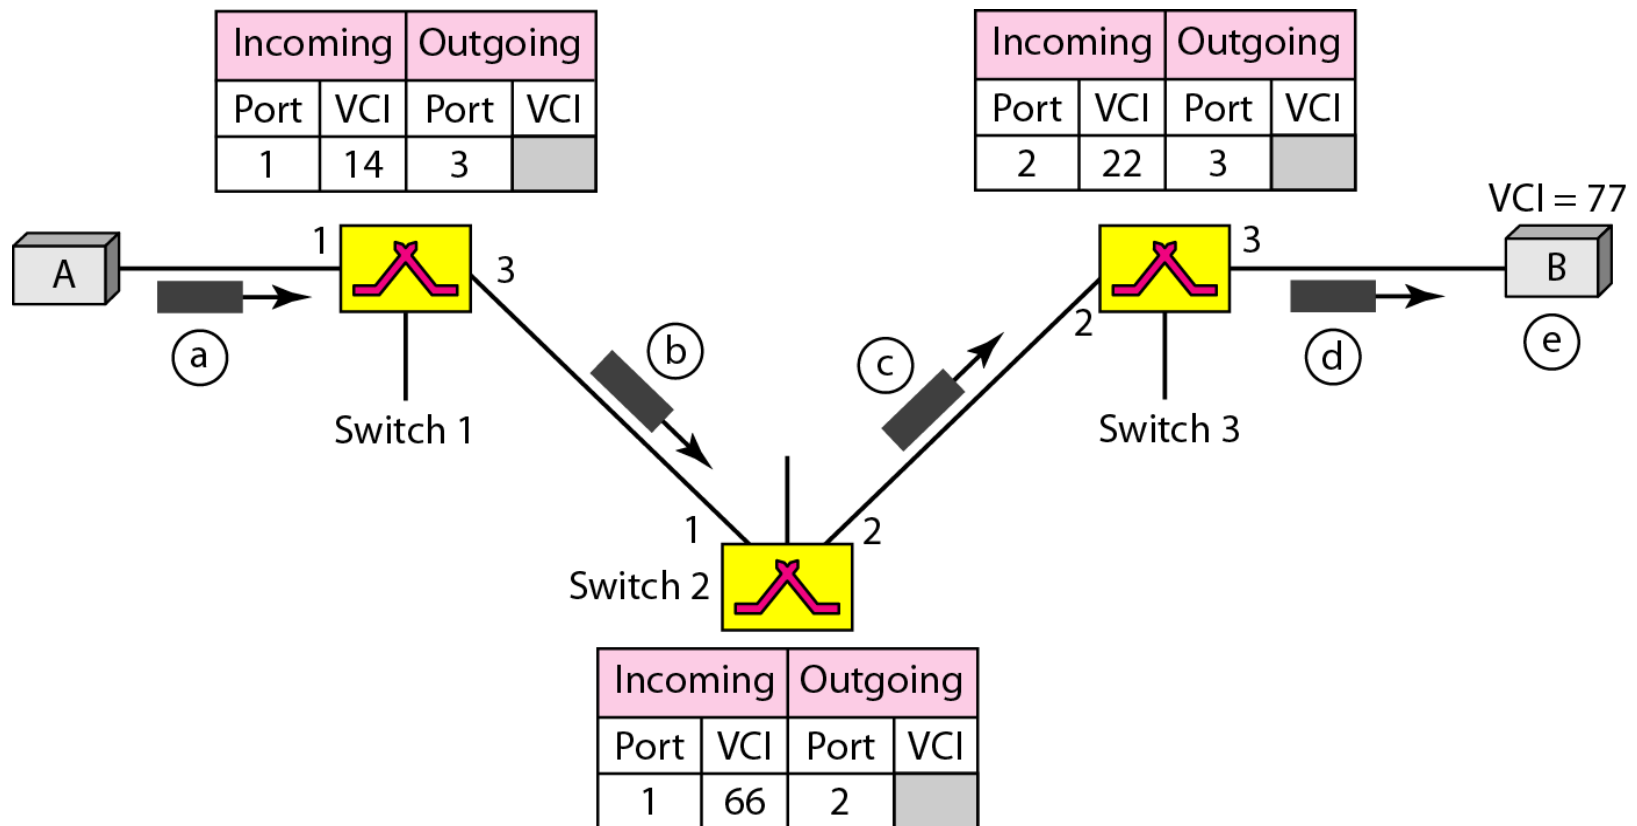 Incoming Outgoing
Port VCI Port VCI
1 14 3
Incoming Outgoing
Port VCI Port VCI
2 22 3
VCI = 77
A
1
3
a
Switch 1
b
c
2
3
Switch 3
d
B
e
1
2
Switch 2
Incoming Outgoing
Port VCI Port VCI
1 66 2